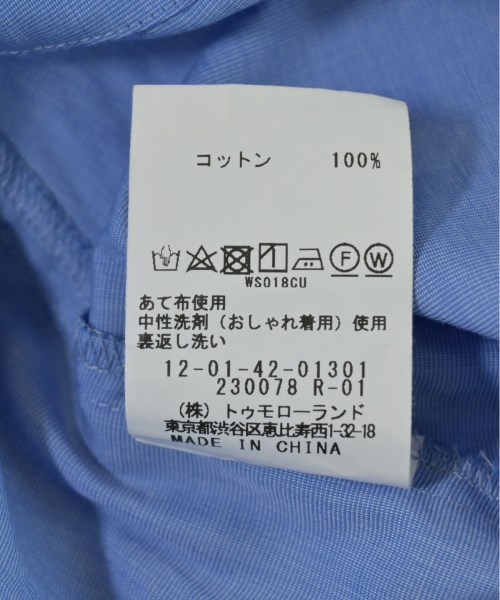 コットン 100%
F W
WS018CU
あて布使用
中性洗剤（おしゃれ着用）使用
裏返し洗い
12-01-42-01301
230078 R-01
（株）トゥモローランド
東京都渋谷区恵比寿西1-32-18
MADE IN CHINA